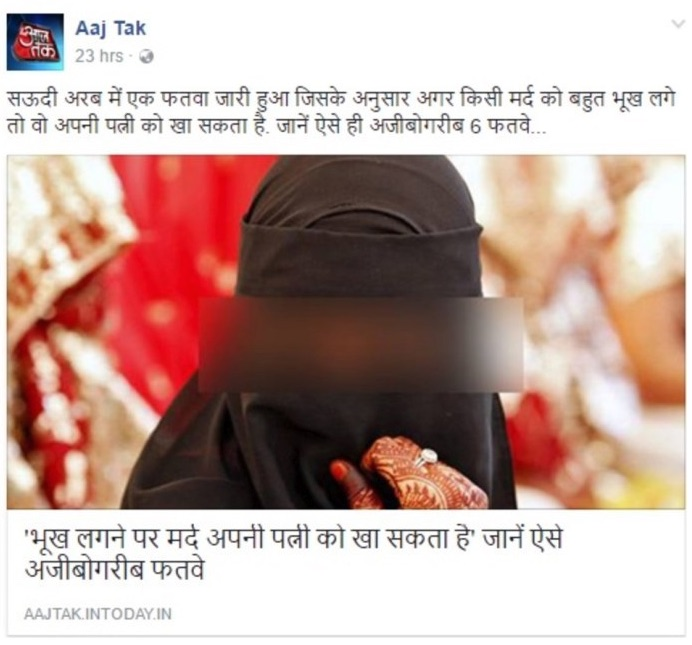 आज तक
Aaj Tak
23 hrs ·
सऊदी अरब में एक फतवा जारी हुआ जिसके अनुसार अगर किसी मर्द को बहुत भूख लगे
तो वो अपनी पत्नी को खा सकता है. जानें ऐसे ही अजीबोगरीब 6 फतवे...
'भूख लगने पर मर्द अपनी पत्नी को खा सकता है' जानें ऐसे
अजीबोगरीब फतवे
AAJTAK.INTODAY.IN